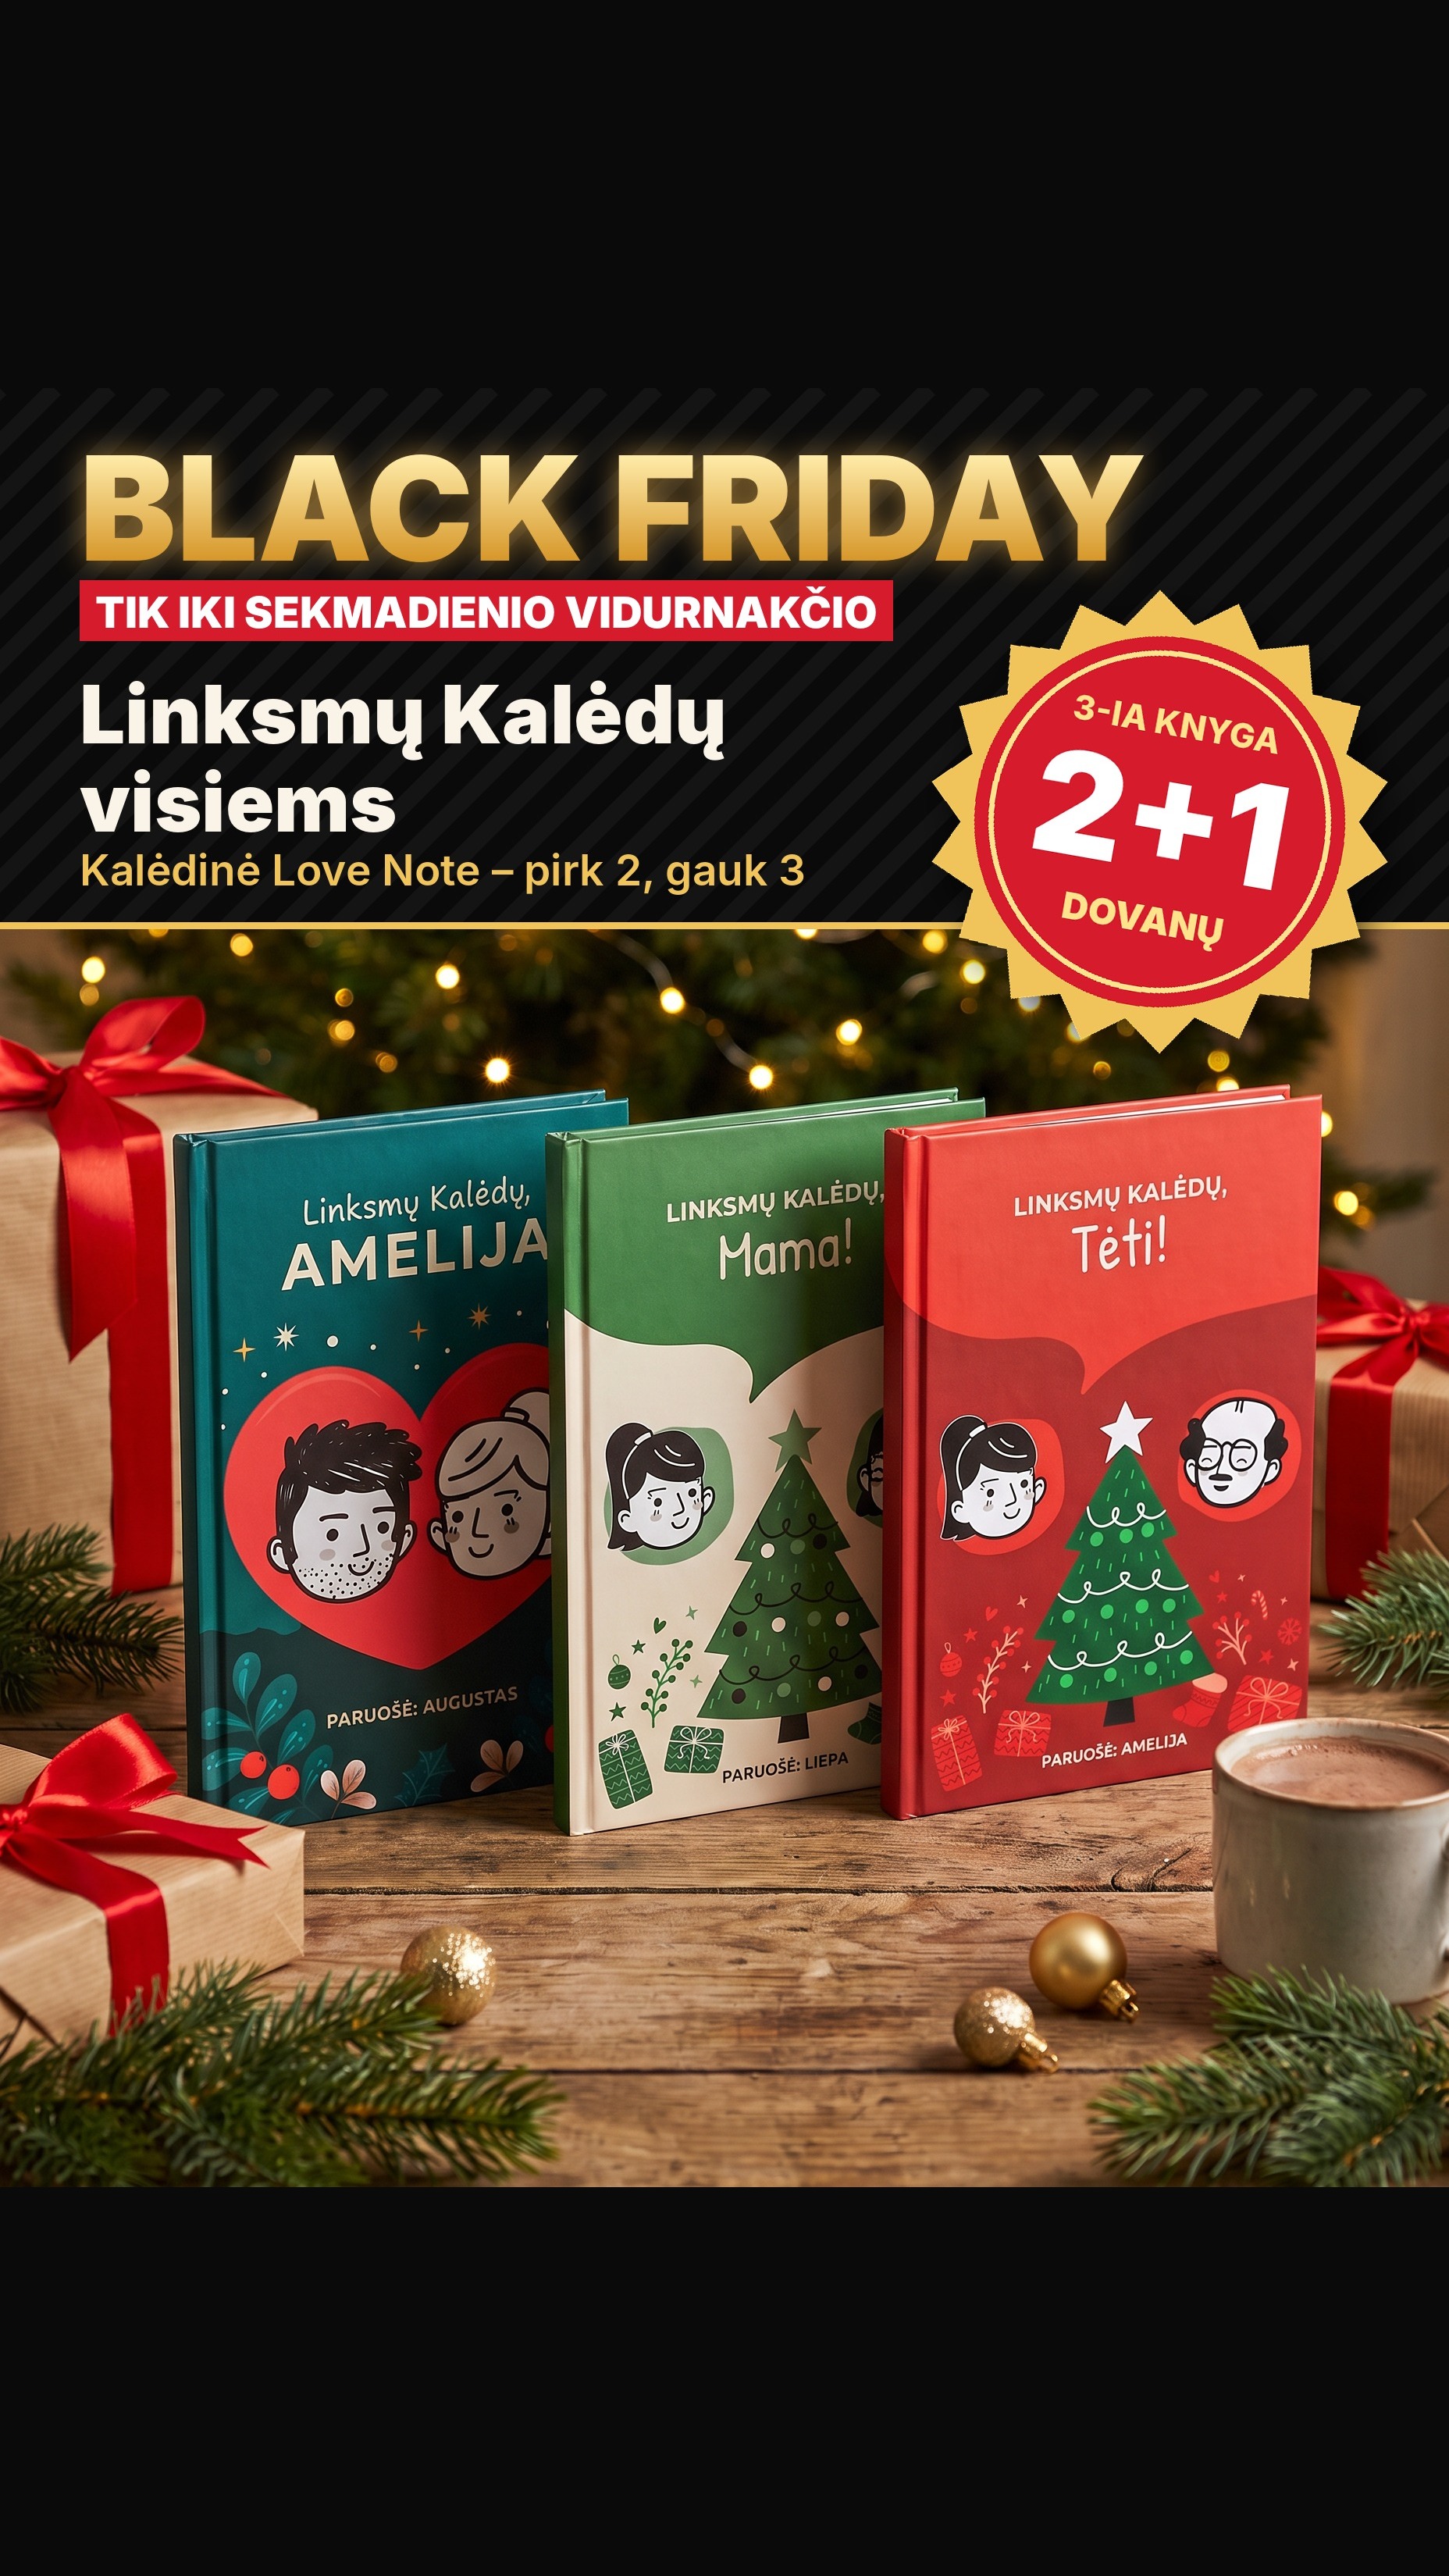 BLACK FRIDAY
TIK IKI SEKMADIENIO VIDURNAKČIO
Linksmų Kalėdų
visiems
Kalėdinė Love Note – pirk 2, gauk 3
3-IA KNYGA
2+1
DOVANŲ
Linksmų Kalėdų,
AMELIJA
PARUOŠĖ: AUGUSTAS
LINKSMŲ KALĖDŲ,
Mama!
PARUOŠĖ: LIEPA
LINKSMŲ KALĖDŲ,
Tėti!
PARUOŠĖ: AMELIJA